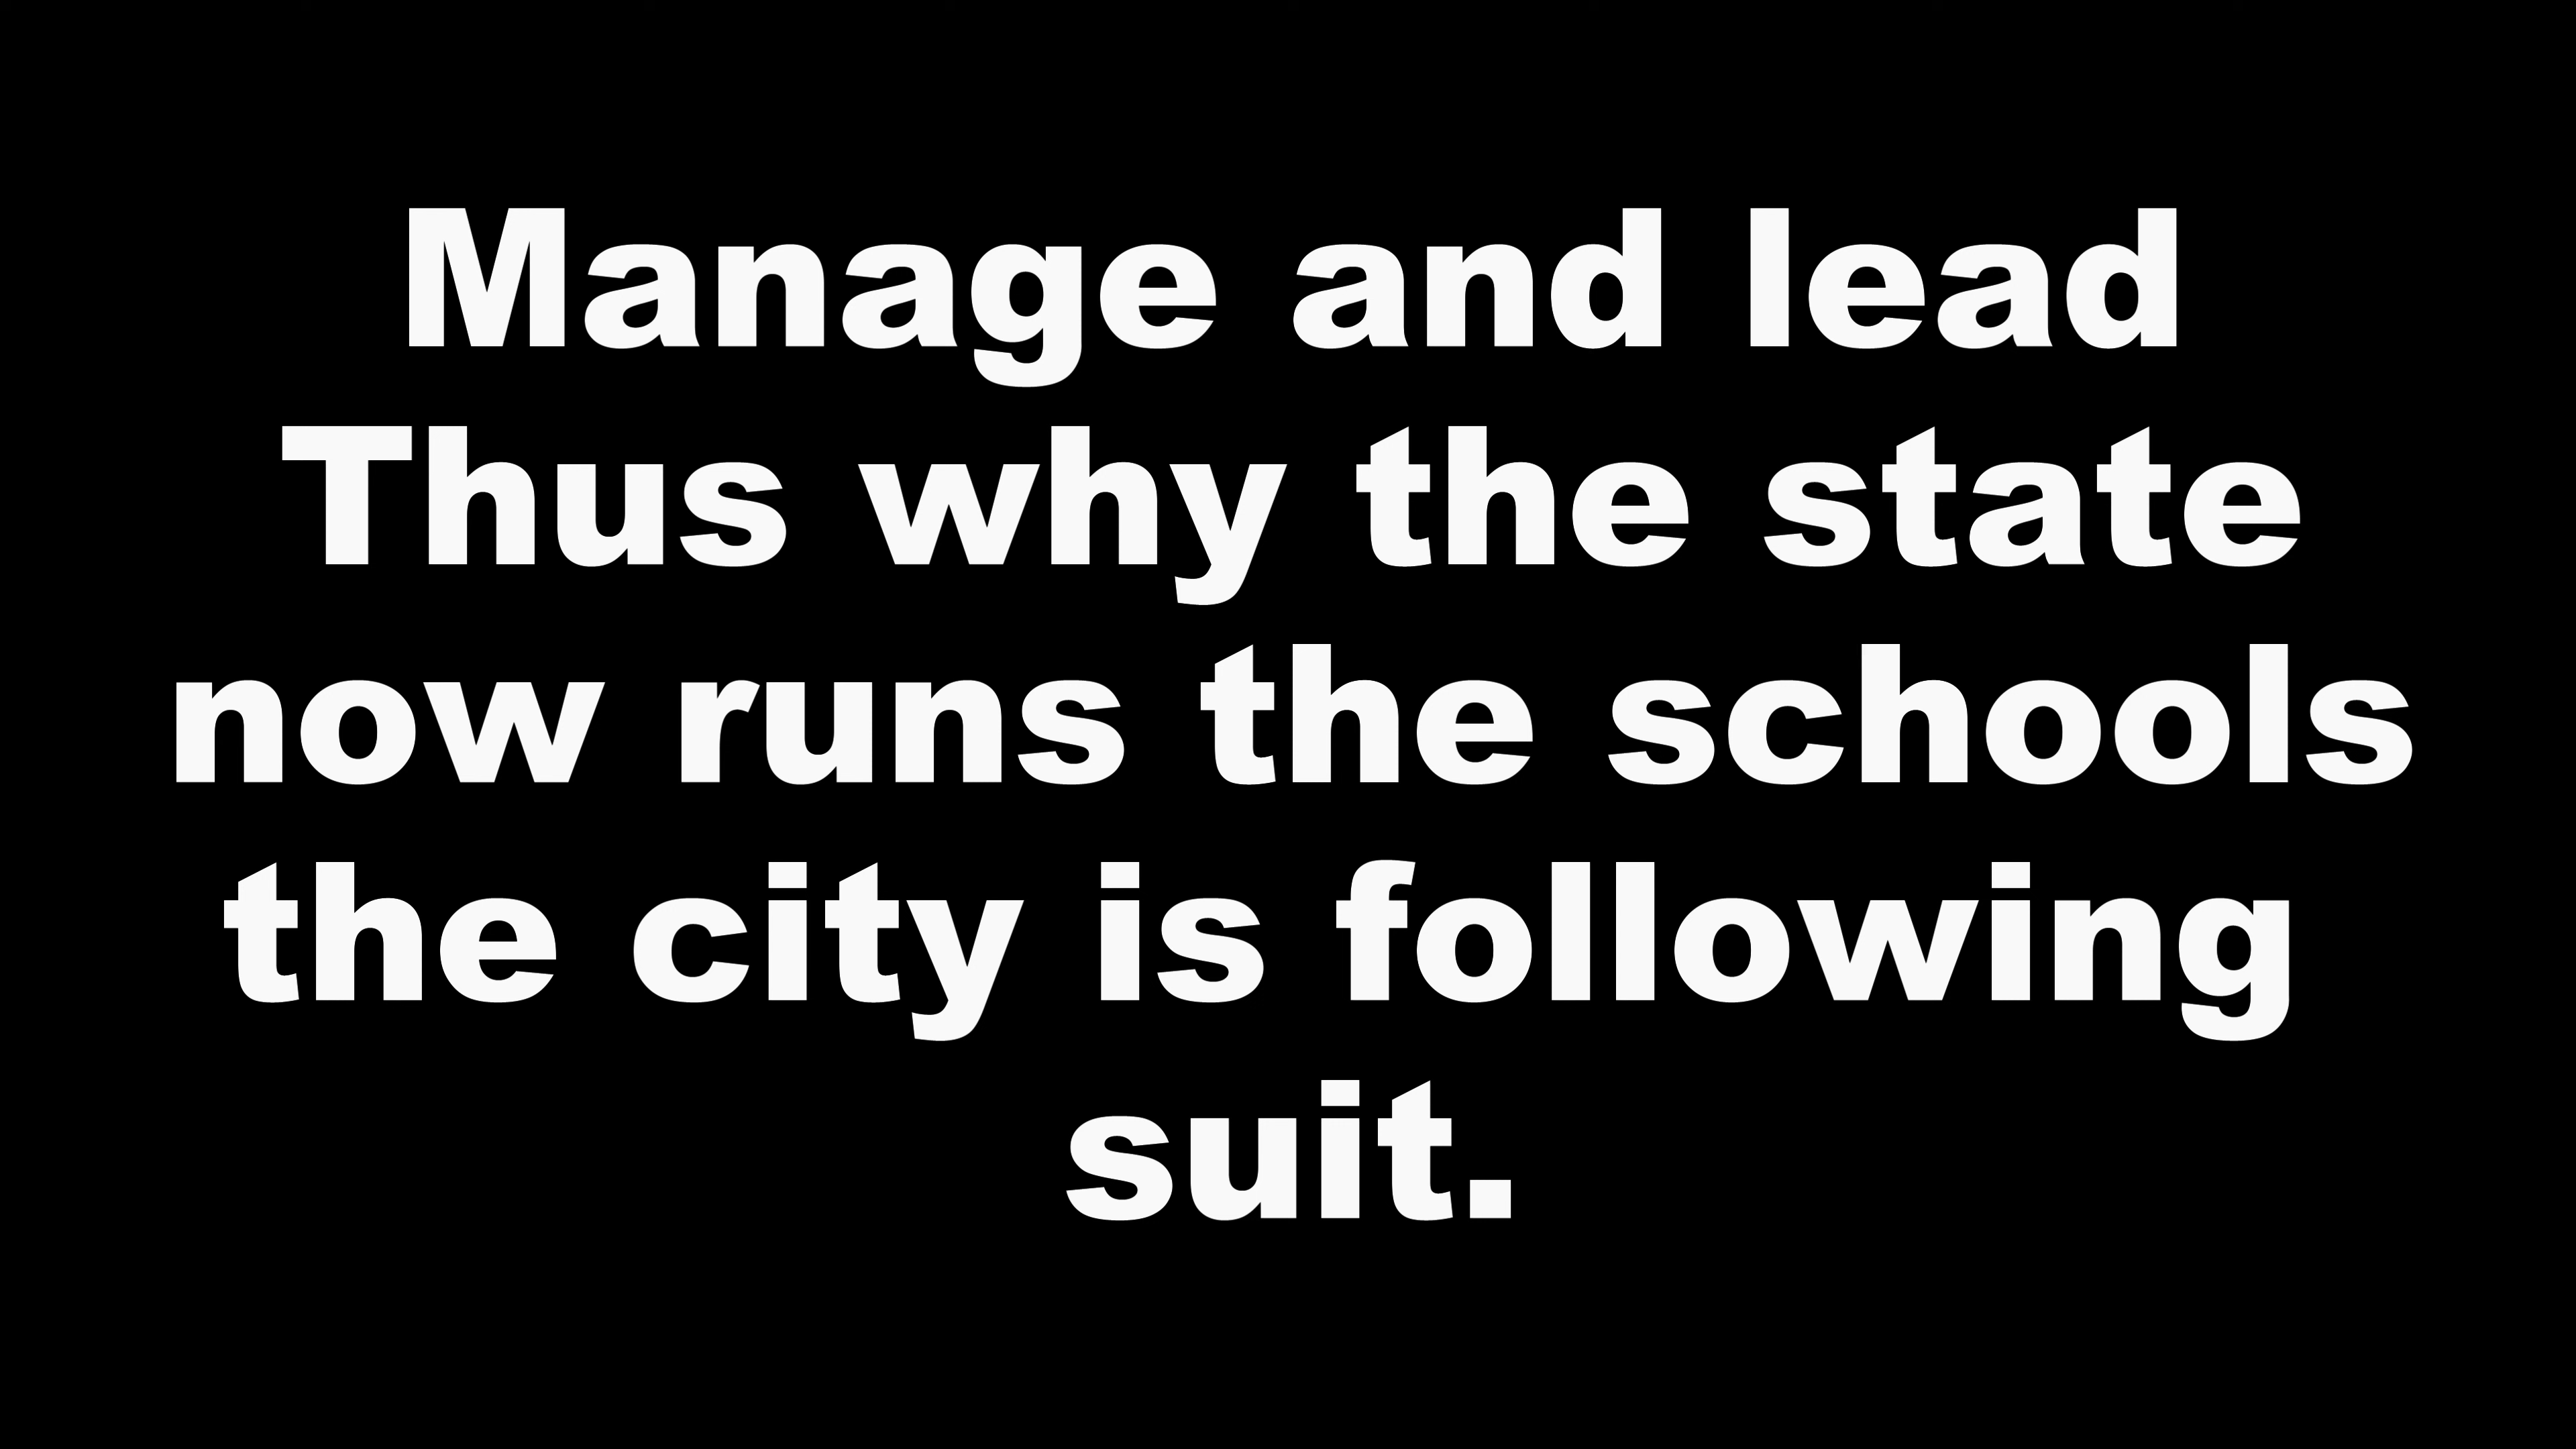 Manage and lead
Thus why the state
now runs the schools
the city is following
suit.